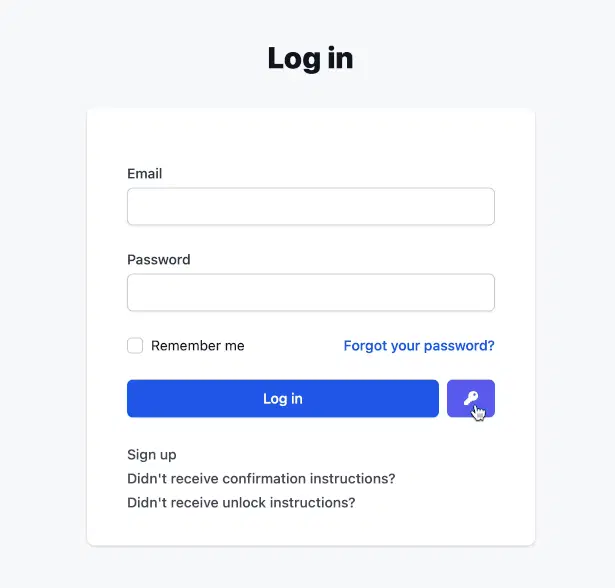 Log in
Email
Password
Remember me
Forgot your password?
Log in
Sign up
Didn't receive confirmation instructions?
Didn't receive unlock instructions?